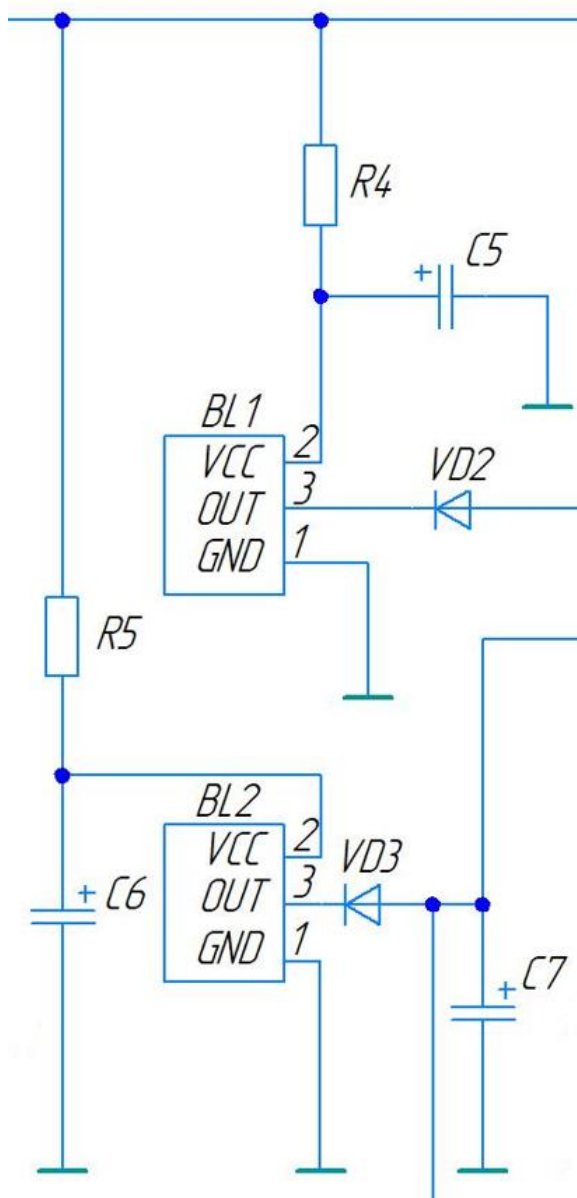 R4
+ C5
BL1
VCC 2
OUT 3
GND 1
VD2
R5
BL2
VCC 2
OUT 3
GND 1
VD3
+ C6
+ C7